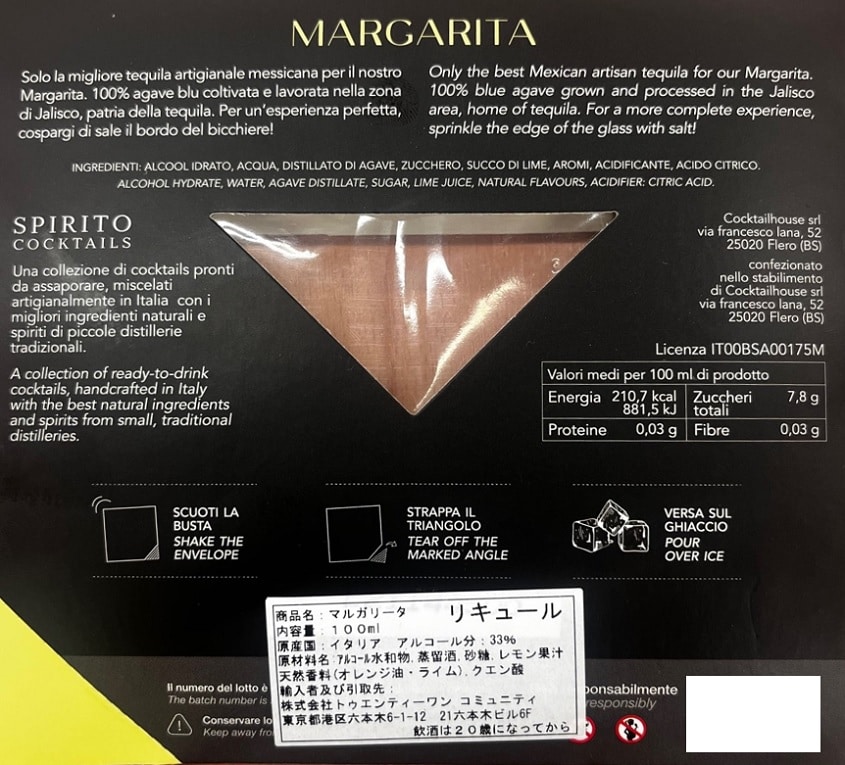 MARGARITA
Solo la migliore tequila artigianale messicana per il nostro
Margarita. 100% agave blu coltivata e lavorata nella zona
di Jalisco, patria della tequila. Per un'esperienza perfetta,
cospargi di sale il bordo del bicchiere!
Only the best Mexican artisan tequila for our Margarita.
100% blue agave grown and processed in the Jalisco
area, home of tequila. For a more complete experience,
sprinkle the edge of the glass with salt!
INGREDIENTI: ALCOOL IDRATO, ACQUA, DISTILLATO DI AGAVE, ZUCCHERO, SUCCO DI LIME, AROMI, ACIDIFICANTE, ACIDO CITRICO.
ALCOHOL HYDRATE, WATER, AGAVE DISTILLATE, SUGAR, LIME JUICE, NATURAL FLAVOURS, ACIDIFIER: CITRIC ACID.
SPIRITO
COCKTAILS
Una collezione di cocktails pronti
da assaporare, miscelati
artigianalmente in Italia con i
migliori ingredienti naturali e
spiriti di piccole distillerie
tradizionali.
A collection of ready-to-drink
cocktails, handcrafted in Italy
with the best natural ingredients
and spirits from small, traditional
distilleries.
3
Cocktailhouse srl
via francesco lana, 52
25020 Flero (BS)
confezionato
nello stabilimento
di Cocktailhouse srl
via francesco lana, 52
25020 Flero (BS)
Licenza IT00BSA00175M
Valori medi per 100 ml di prodotto
Energia 210,7 kcal Zuccheri 7,8 g
881,5 kJ totali
Proteine 0,03 g Fibre 0,03 g
SCUOTI LA
BUSTA
SHAKE THE
ENVELOPE
STRAPPA IL
TRIANGOLO
TEAR OFF THE
MARKED ANGLE
VERSA SUL
GHIACCIO
POUR
OVER ICE
商品名：マルガリータ リキュール
内容量：100ml
原産国：イタリア アルコール分：33%
原材料名:アルコール水和物,蒸留酒,砂糖,レモン果汁
天然香料(オレンジ油・ライム),クエン酸
輸入者及び引取先：
株式会社トゥエンティーワン コミュニティ
東京都港区六本木6-1-12 21六本木ビル6F
飲酒は20歳になってから
Il numero del lotto è
The batch number is
Conservare lo
Keep away fro
ponsabilmente
responsibly